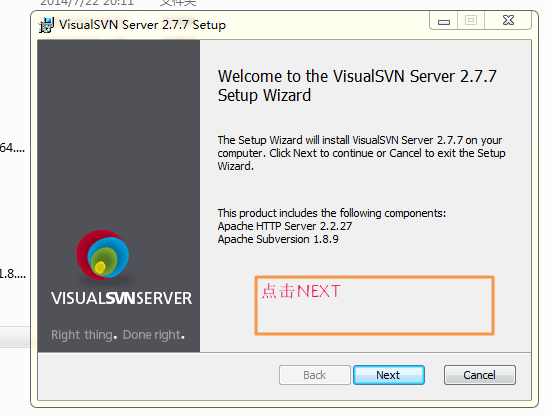 2014/7/22 20:11 文件夹
VisualSVN Server 2.7.7 Setup
Welcome to the VisualSVN Server 2.7.7
Setup Wizard
The Setup Wizard will install VisualSVN Server 2.7.7 on your
computer. Click Next to continue or Cancel to exit the Setup
Wizard.
64....
This product includes the following components:
Apache HTTP Server 2.2.27
Apache Subversion 1.8.9
1.8....
点击NEXT
VISUALSVNSERVER
Right thing. Done right.
Back Next Cancel